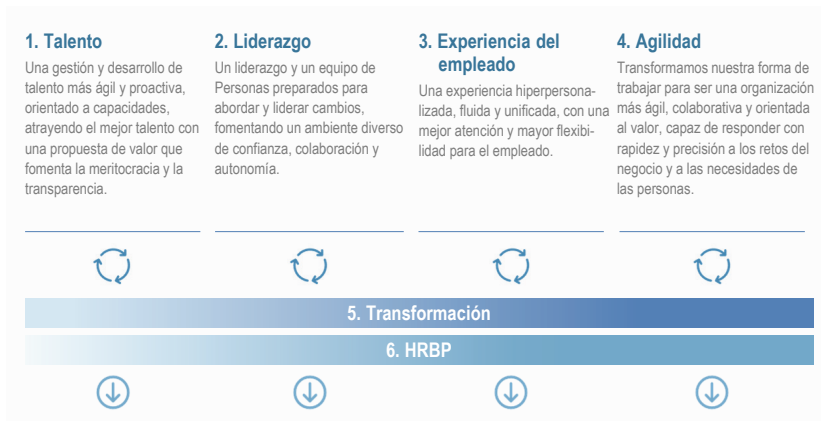 1. Talento
Una gestión y desarrollo de
talento más ágil y proactiva,
orientado a capacidades,
atrayendo el mejor talento con
una propuesta de valor que
fomenta la meritocracia y la
transparencia.
2. Liderazgo
Un liderazgo y un equipo de
Personas preparados para
abordar y liderar cambios,
fomentando un ambiente diverso
de confianza, colaboración y
autonomía.
3. Experiencia del
empleado
Una experiencia hiperpersona-
lizada, fluida y unificada, con una
mejor atención y mayor flexibi-
lidad para el empleado.
4. Agilidad
Transformamos nuestra forma de
trabajar para ser una organización
más ágil, colaborativa y orientada
al valor, capaz de responder con
rapidez y precisión a los retos del
negocio y a las necesidades de
las personas.
5. Transformación
6. HRBP